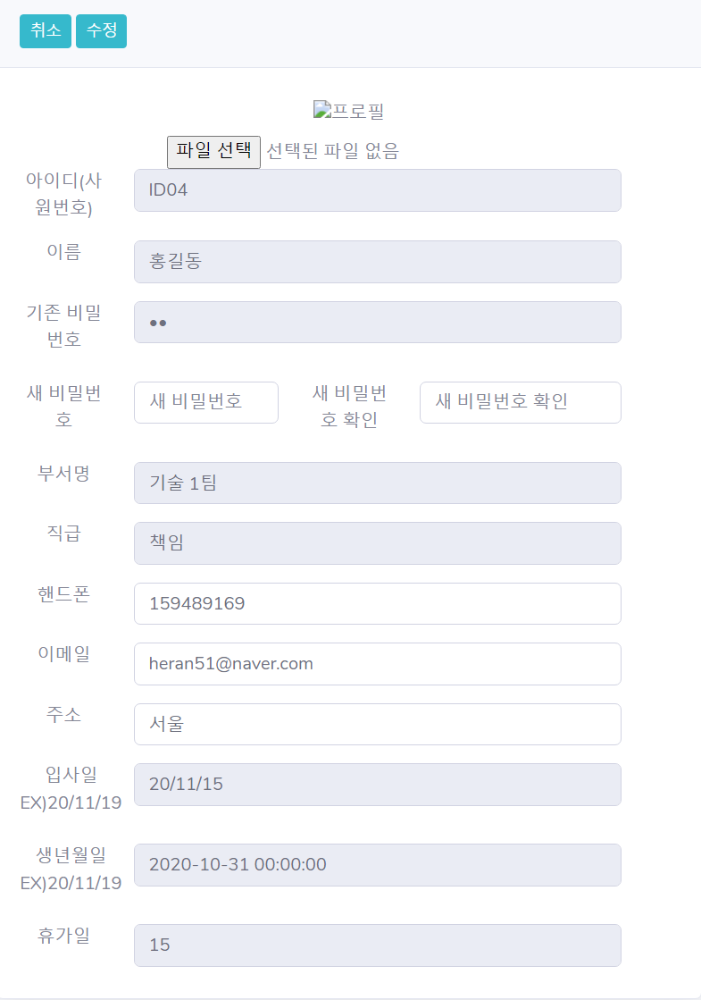 취소 수정
프로필
파일 선택 선택된 파일 없음
아이디(사
원번호)
ID04
이름
홍길동
기존 비밀
번호
••
새 비밀번
호
새 비밀번호
새 비밀번
호 확인
새 비밀번호 확인
부서명
기술 1팀
직급
책임
핸드폰
159489169
이메일
heran51@naver.com
주소
서울
입사일
EX)20/11/19
20/11/15
생년월일
EX)20/11/19
2020-10-31 00:00:00
휴가일
15